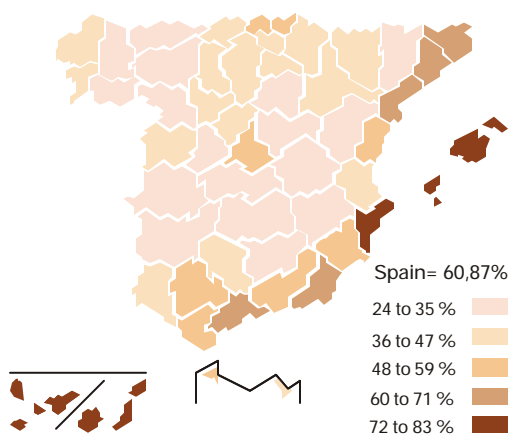 Spain= 60,87%
24 to 35 %
36 to 47 %
48 to 59 %
60 to 71 %
72 to 83 %